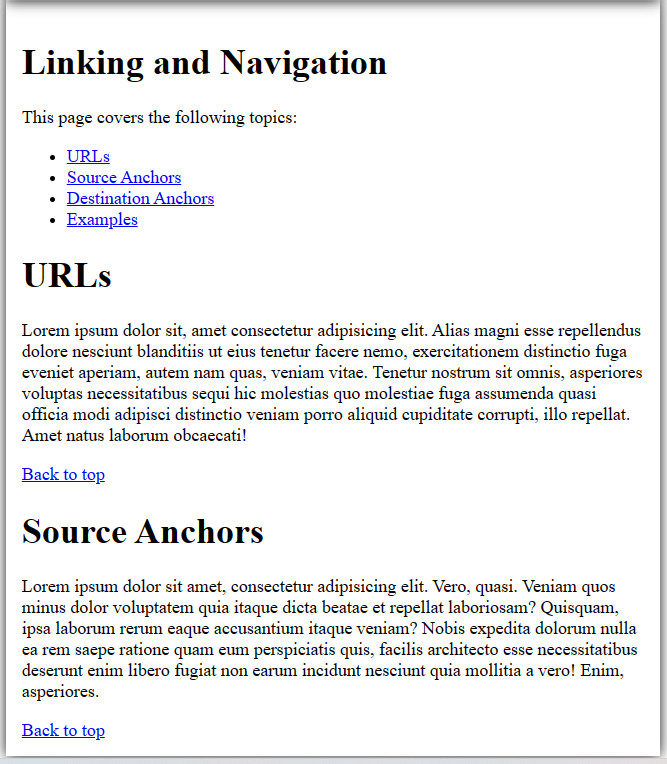 Linking and Navigation
This page covers the following topics:
URLs
Source Anchors
Destination Anchors
Examples
URLs
Lorem ipsum dolor sit, amet consectetur adipisicing elit. Alias magni esse repellendus
dolore nesciunt blanditiis ut eius tenetur facere nemo, exercitationem distinctio fuga
eveniet aperiam, autem nam quas, veniam vitae. Tenetur nostrum sit omnis, asperiores
voluptas necessitatibus sequi hic molestias quo molestiae fuga assumenda quasi
officia modi adipisci distinctio veniam porro aliquid cupiditate corrupti, illo repellat.
Amet natus laborum obcaecati!
Back to top
Source Anchors
Lorem ipsum dolor sit amet, consectetur adipisicing elit. Vero, quasi. Veniam quos
minus dolor voluptatem quia itaque dicta beatae et repellat laboriosam? Quisquam,
ipsa laborum rerum eaque accusantium itaque veniam? Nobis expedita dolorum nulla
ea rem saepe ratione quam eum perspiciatis quis, facilis architecto esse necessitatibus
deserunt enim libero fugiat non earum incidunt nesciunt quia mollitia a vero! Enim,
asperiores.
Back to top